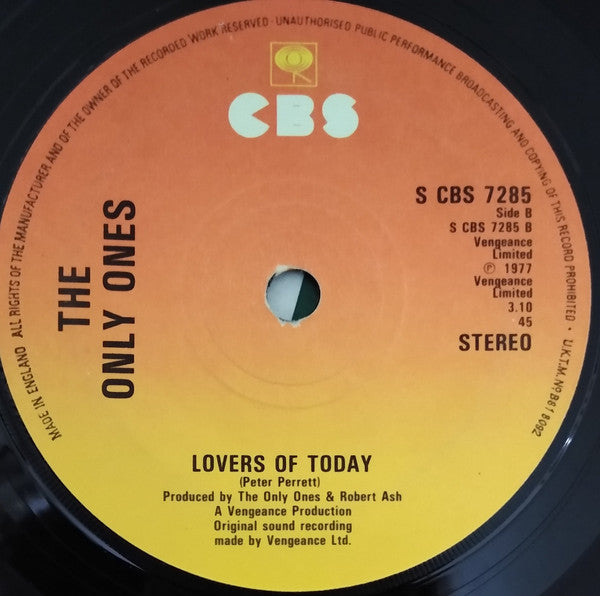 MADE IN ENGLAND ALL RIGHTS OF THE MANUFACTURER AND OF THE OWNER OF THE RECORDED WORK RESERVED · UNAUTHORISED PUBLIC PERFORMANCE BROADCASTING AND COPYING OF THIS RECORD PROHIBITED · U.K.T.M. No B618092
CBS
THE
ONLY ONES
S CBS 7285
Side B
S CBS 7285 B
Vengeance
Limited
℗ 1977
Vengeance
Limited
3.10
45
STEREO
LOVERS OF TODAY
(Peter Perrett)
Produced by The Only Ones & Robert Ash
A Vengeance Production
Original sound recording
made by Vengeance Ltd.